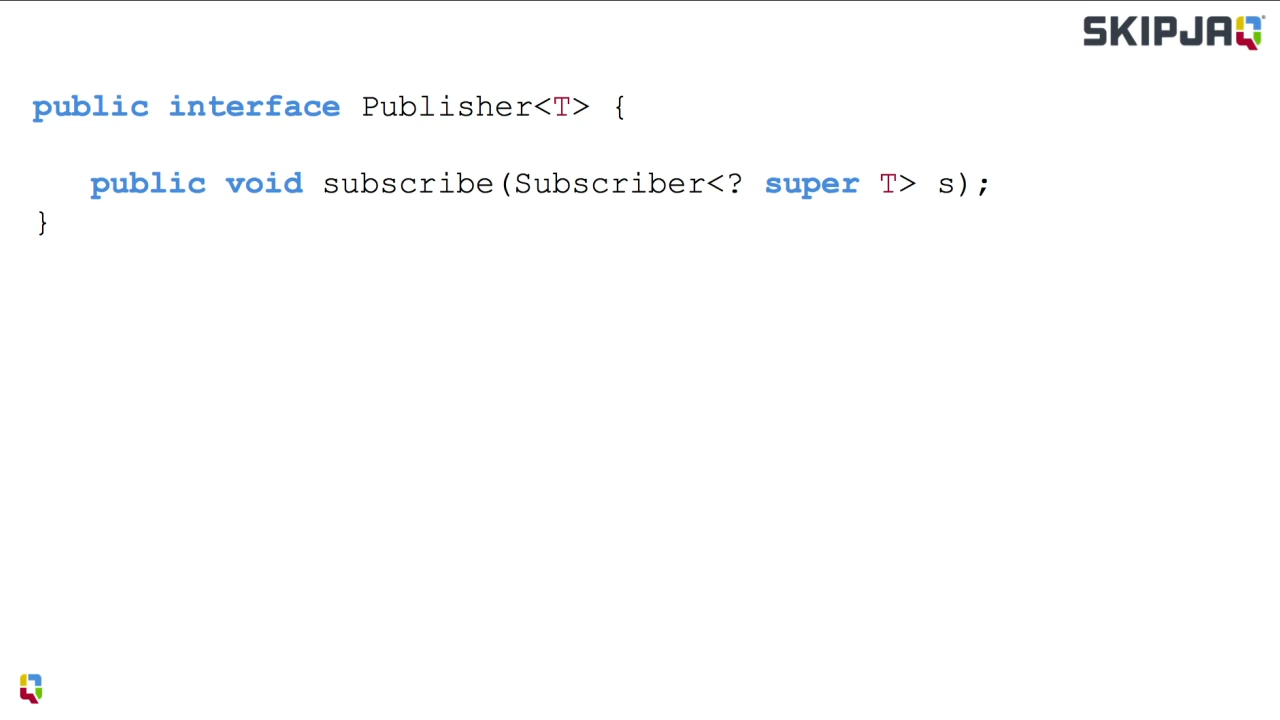 SKIPJAQ
public interface Publisher<T> {
public void subscribe(Subscriber<? super T> s);
}